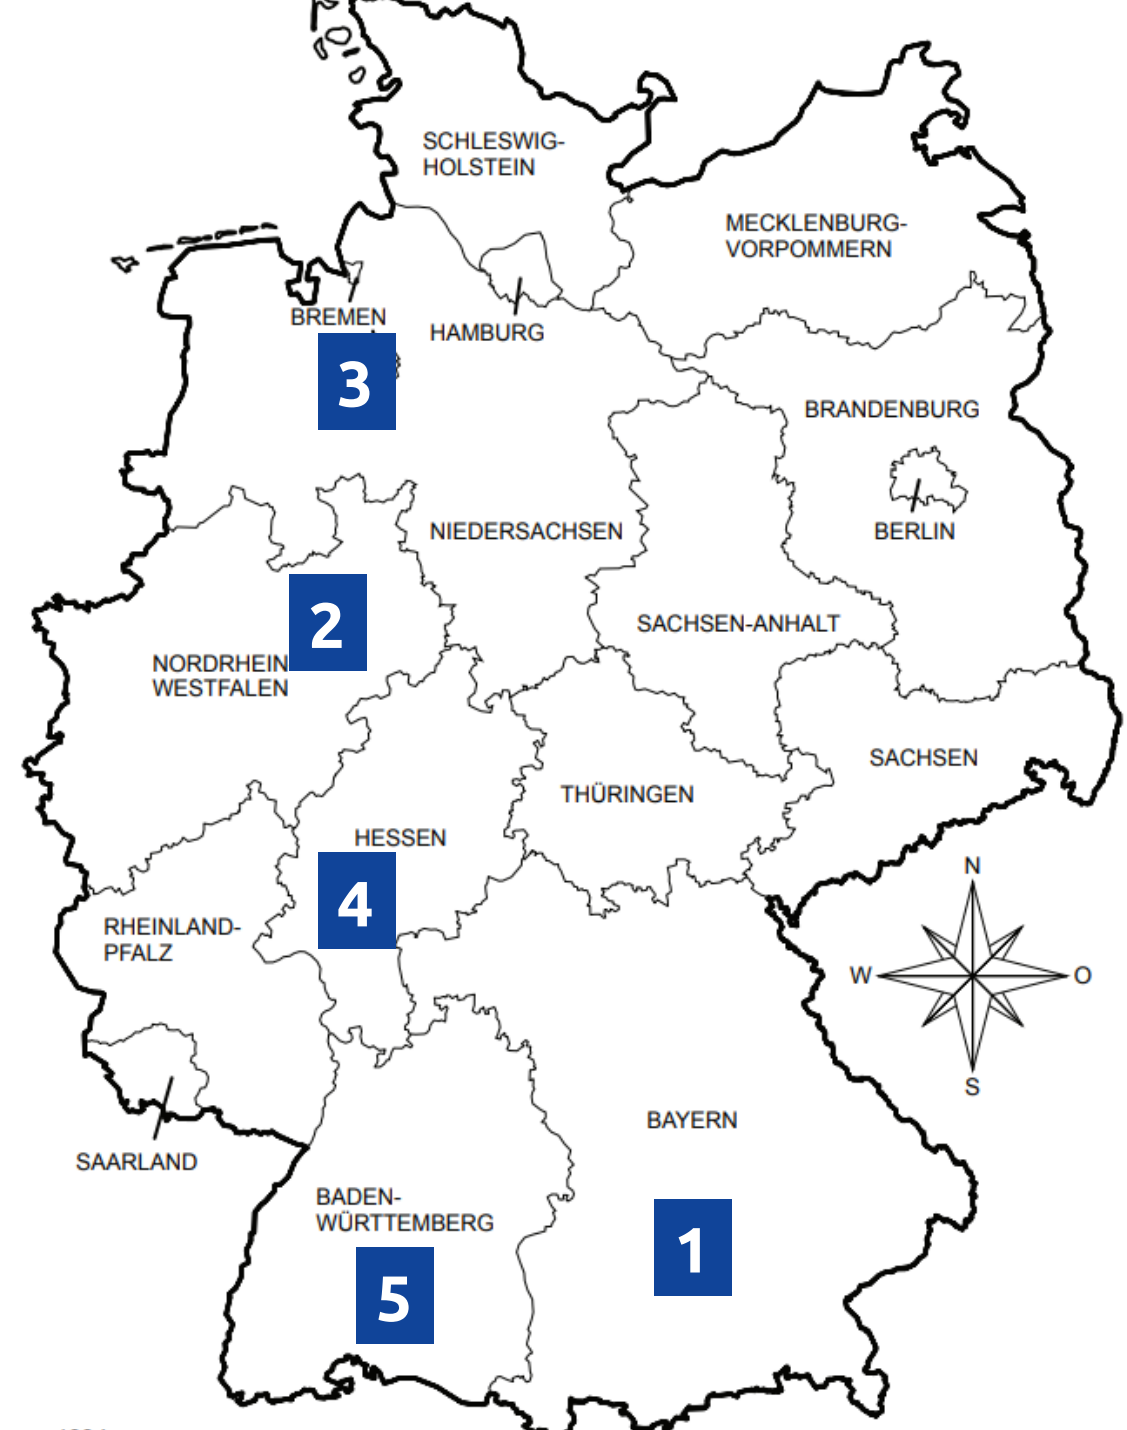 SCHLESWIG-
HOLSTEIN
MECKLENBURG-
VORPOMMERN
BREMEN
HAMBURG
3
BRANDENBURG
BERLIN
NIEDERSACHSEN
2
SACHSEN-ANHALT
NORDRHEIN
WESTFALEN
SACHSEN
THÜRINGEN
HESSEN
4
N
W
O
S
RHEINLAND-
PFALZ
BAYERN
SAARLAND
BADEN-
WÜRTTEMBERG
1
5